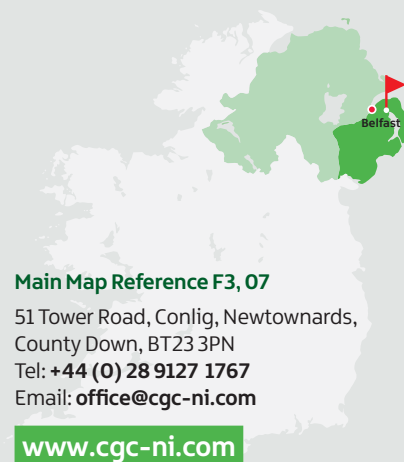 Belfast
Main Map Reference F3, 07
51 Tower Road, Conlig, Newtownards,
County Down, BT23 3PN
Tel: +44 (0) 28 9127 1767
Email: office@cgc-ni.com
www.cgc-ni.com